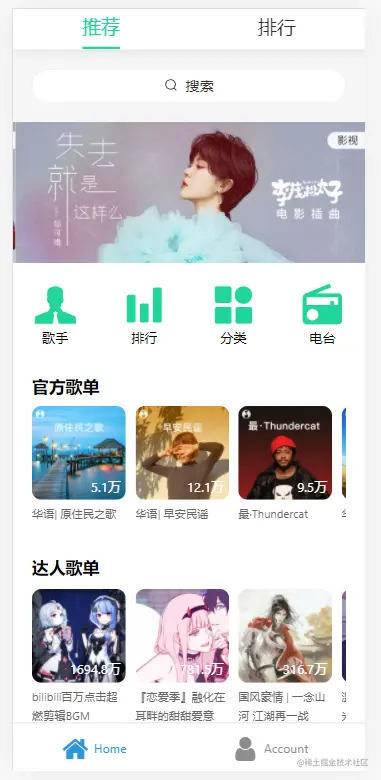 推荐
排行
搜索
失去
就是
这样么
影视
李茂扮太子
电影插曲
歌手
排行
分类
电台
官方歌单
原住民之歌
早安民谣
最·Thundercat
5.1万
12.1万
9.5万
华语| 原住民之歌
华语| 早安民谣
最·Thundercat
达人歌单
1694.8万
781.5万
316.7万
bilibili百万点击超
燃剪辑BGM
『恋爱季』融化在
耳畔的甜甜爱意
国风豪情 | 一念山
河 江湖再一战
Home
Account
@稀土掘金技术社区